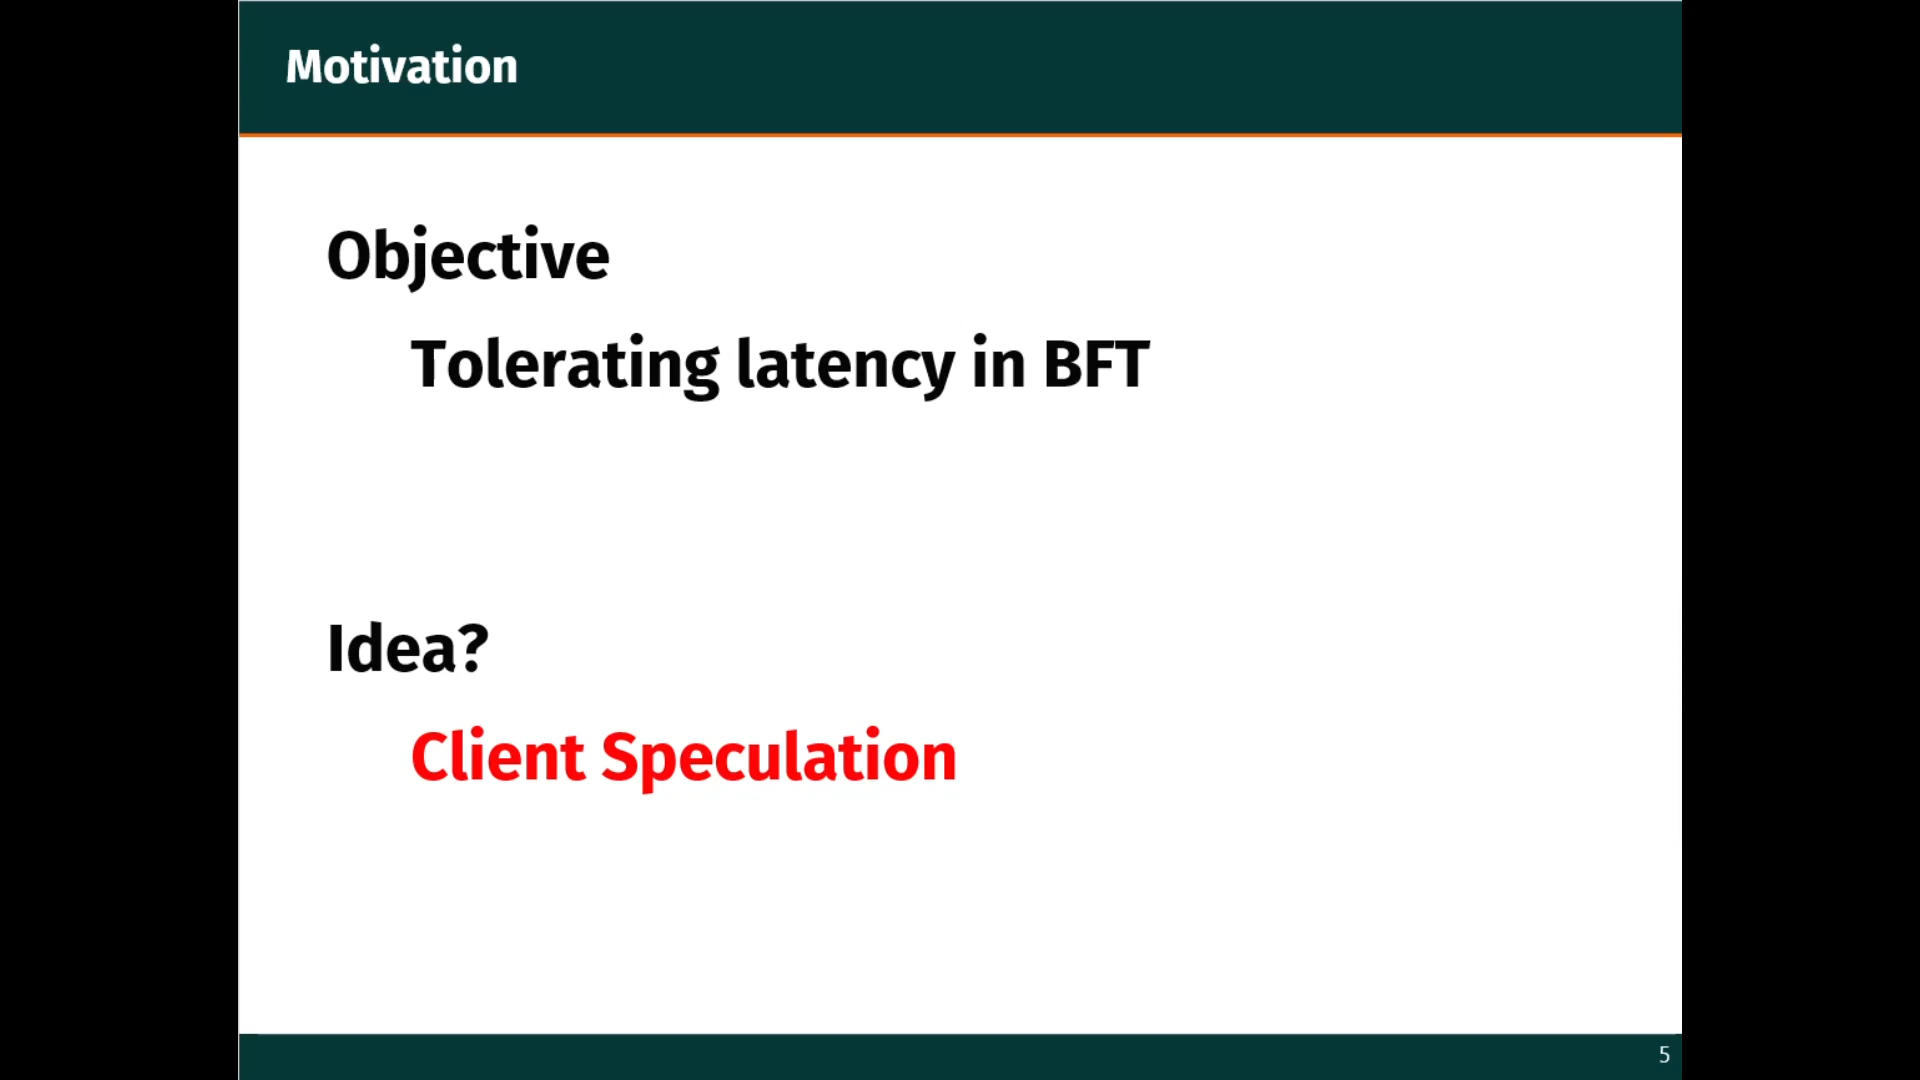 Motivation
Objective
Tolerating latency in BFT
Idea?
Client Speculation
5